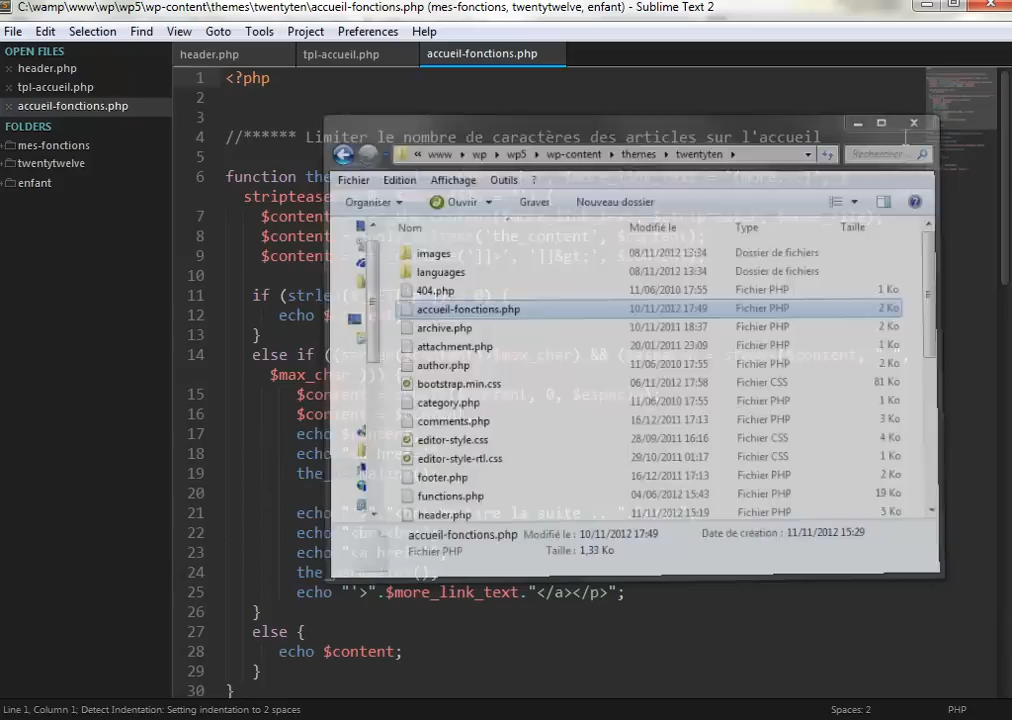 C:\wamp\www\wp\wp5\wp-content\themes\twentyten\accueil-fonctions.php (mes-fonctions, twentytwelve, enfant) - Sublime Text 2
File Edit Selection Find View Goto Tools Project Preferences Help
OPEN FILES
header.php
tpl-accueil.php
accueil-fonctions.php
FOLDERS
mes-fonctions
twentytwelve
enfant
header.php tpl-accueil.php accueil-fonctions.php
1 <?php
2
3
4 //****** Limiter le nombre de caractères des articles sur l'accueil
5
6 function
7 $content
8 $content 'the_content',
9 $content ']]>', ']]&gt;',
10
11 if
12 echo
13 }
14 else if
$max_char ))) {
15 $content
16 $content
17 echo
18 echo
19
20
21 echo
22 echo
23 echo
24
25 echo "'>".$more_link_text."</a></p>";
26 }
27 else {
28 echo $content;
29 }
30 }
« www wp wp5 wp-content themes twentyten Rechercher
Fichier Edition Affichage Outils ?
Organiser Ouvrir Graver Nouveau dossier
Nom Modifié le Type Taille
images 08/11/2012 13:34 Dossier de fichiers
languages 08/11/2012 13:34 Dossier de fichiers
404.php 11/06/2010 17:55 Fichier PHP 1 Ko
accueil-fonctions.php 10/11/2012 17:49 Fichier PHP 2 Ko
archive.php 10/11/2011 18:37 Fichier PHP 2 Ko
attachment.php 20/01/2011 23:09 Fichier PHP 1 Ko
author.php 11/06/2010 17:55 Fichier PHP 2 Ko
bootstrap.min.css 06/11/2012 17:58 Fichier CSS 81 Ko
category.php 11/06/2010 17:55 Fichier PHP 1 Ko
comments.php 16/12/2011 17:13 Fichier PHP 3 Ko
editor-style.css 28/09/2011 16:16 Fichier CSS 4 Ko
editor-style-rtl.css 29/10/2011 01:17 Fichier CSS 1 Ko
footer.php 16/12/2011 17:13 Fichier PHP 2 Ko
functions.php 04/06/2012 15:43 Fichier PHP 19 Ko
header.php 11/11/2012 15:19 Fichier PHP 3 Ko
accueil-fonctions.php Modifié le : 10/11/2012 17:49 Date de création : 11/11/2012 15:29
Fichier PHP Taille : 1,33 Ko
Line 1, Column 1; Detect Indentation: Setting indentation to 2 spaces Spaces: 2 PHP